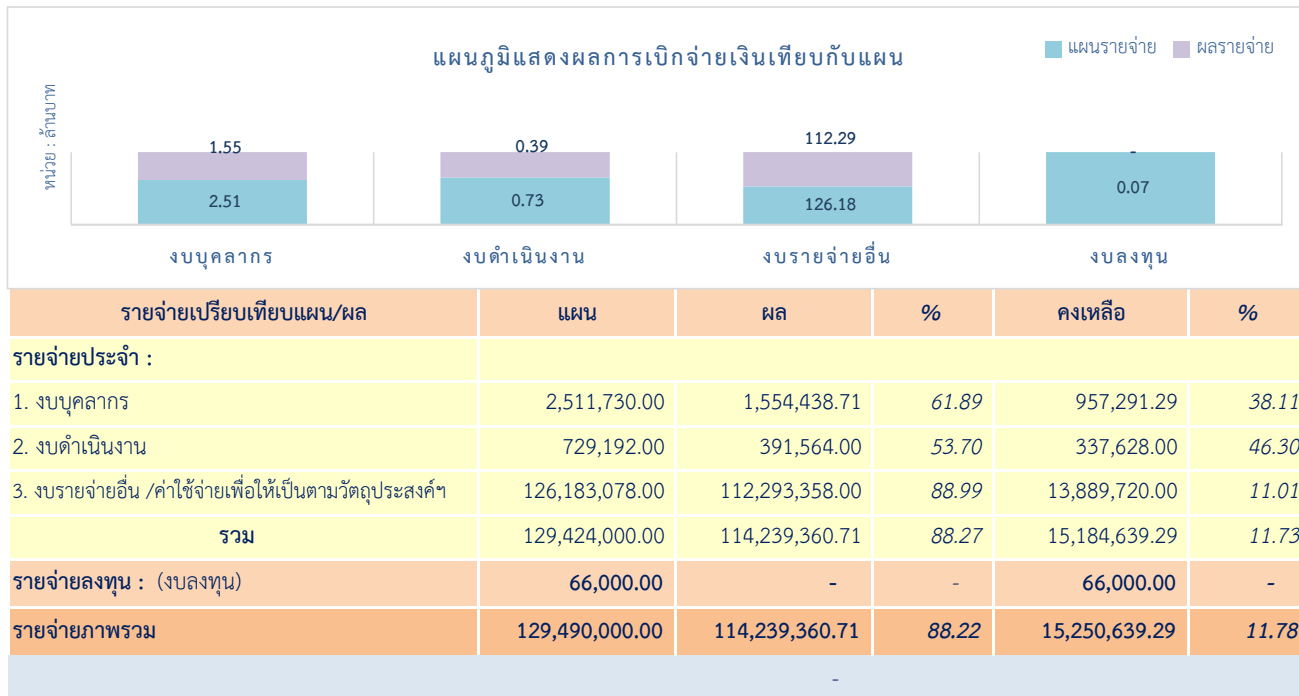 แผนภูมิแสดงผลการเบิกจ่ายเงินเทียบกับแผน
แผนรายจ่าย ผลรายจ่าย
หน่วย : ล้านบาท
1.55 0.39 112.29 -
2.51 0.73 126.18 0.07
งบบุคลากร งบดำเนินงาน งบรายจ่ายอื่น งบลงทุน
รายจ่ายเปรียบเทียบแผน/ผล แผน ผล % คงเหลือ %
รายจ่ายประจำ :
1. งบบุคลากร 2,511,730.00 1,554,438.71 61.89 957,291.29 38.11
2. งบดำเนินงาน 729,192.00 391,564.00 53.70 337,628.00 46.30
3. งบรายจ่ายอื่น /ค่าใช้จ่ายเพื่อให้เป็นตามวัตถุประสงค์ฯ 126,183,078.00 112,293,358.00 88.99 13,889,720.00 11.01
รวม 129,424,000.00 114,239,360.71 88.27 15,184,639.29 11.73
รายจ่ายลงทุน : (งบลงทุน) 66,000.00 - - 66,000.00 -
รายจ่ายภาพรวม 129,490,000.00 114,239,360.71 88.22 15,250,639.29 11.78
-